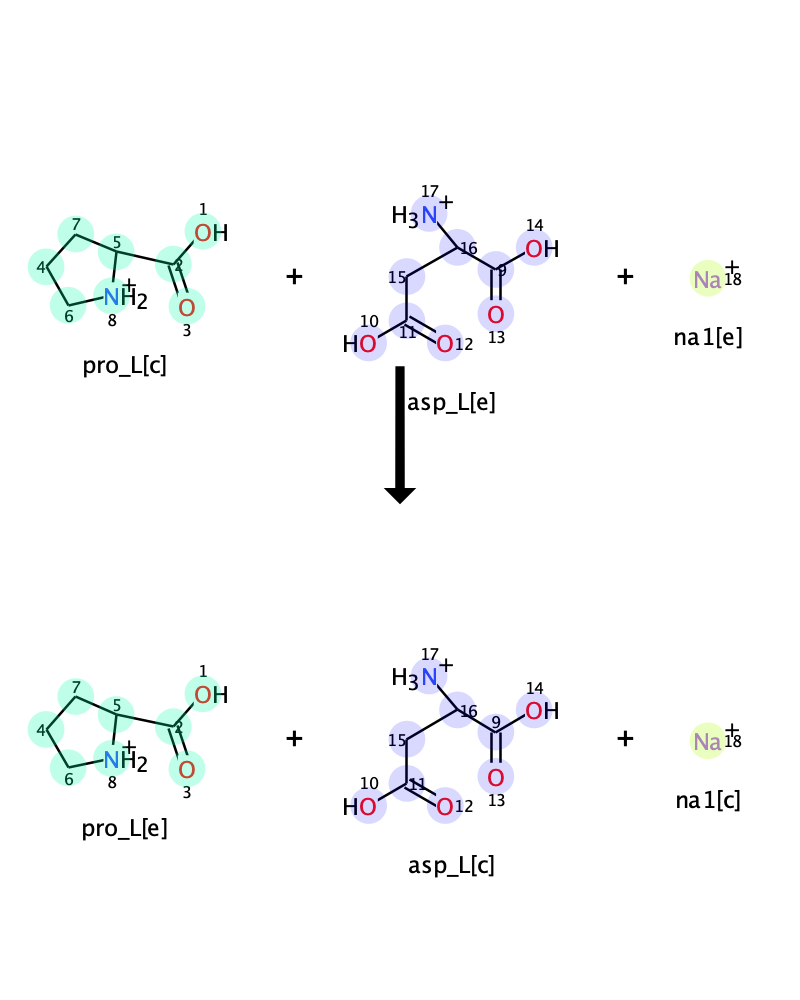 17
H3N+
1
OH
14
OH
7
5
4
2
16
9
+
Na+
18
15
NH2+
6
8
O
3
10
HO
11
O
12
O
13
+
+
na1[e]
pro_L[c]
asp_L[e]
17
H3N+
1
OH
14
OH
7
5
4
2
16
9
+
Na+
18
15
NH2+
6
8
O
3
10
HO
11
O
12
O
13
+
na1[c]
pro_L[e]
asp_L[c]